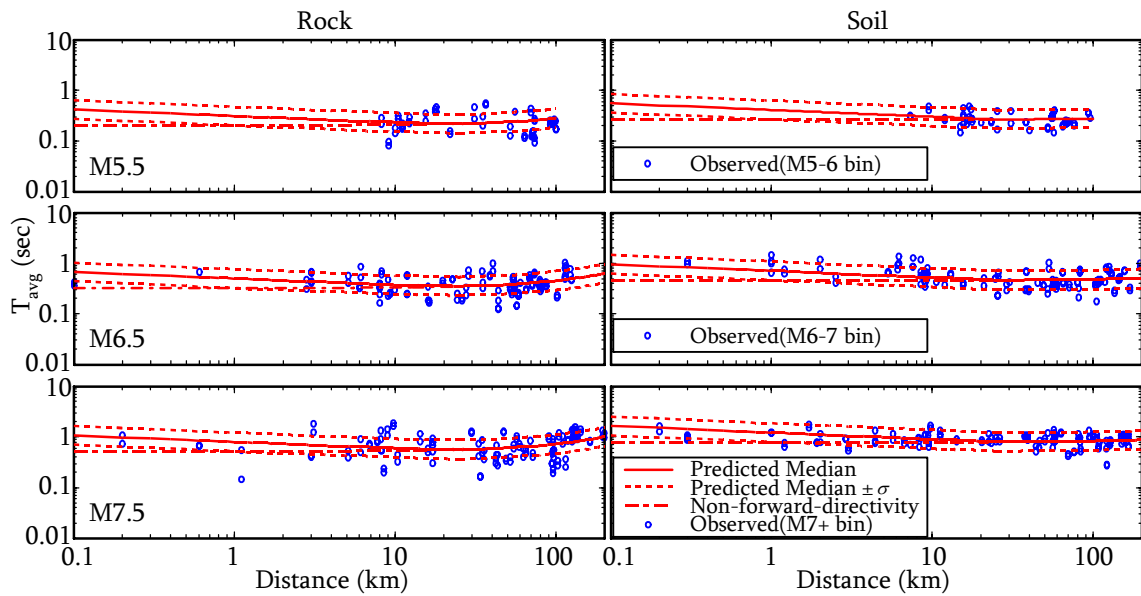 Rock Soil
10
1
0.1
0.01
M5.5
Observed(M5-6 bin)
10
1
0.1
0.01
T_avg (sec)
M6.5
Observed(M6-7 bin)
10
1
0.1
0.01
M7.5
Predicted Median
Predicted Median ± σ
Non-forward-directivity
Observed(M7+ bin)
0.1 1 10 100 0.1 1 10 100
Distance (km) Distance (km)